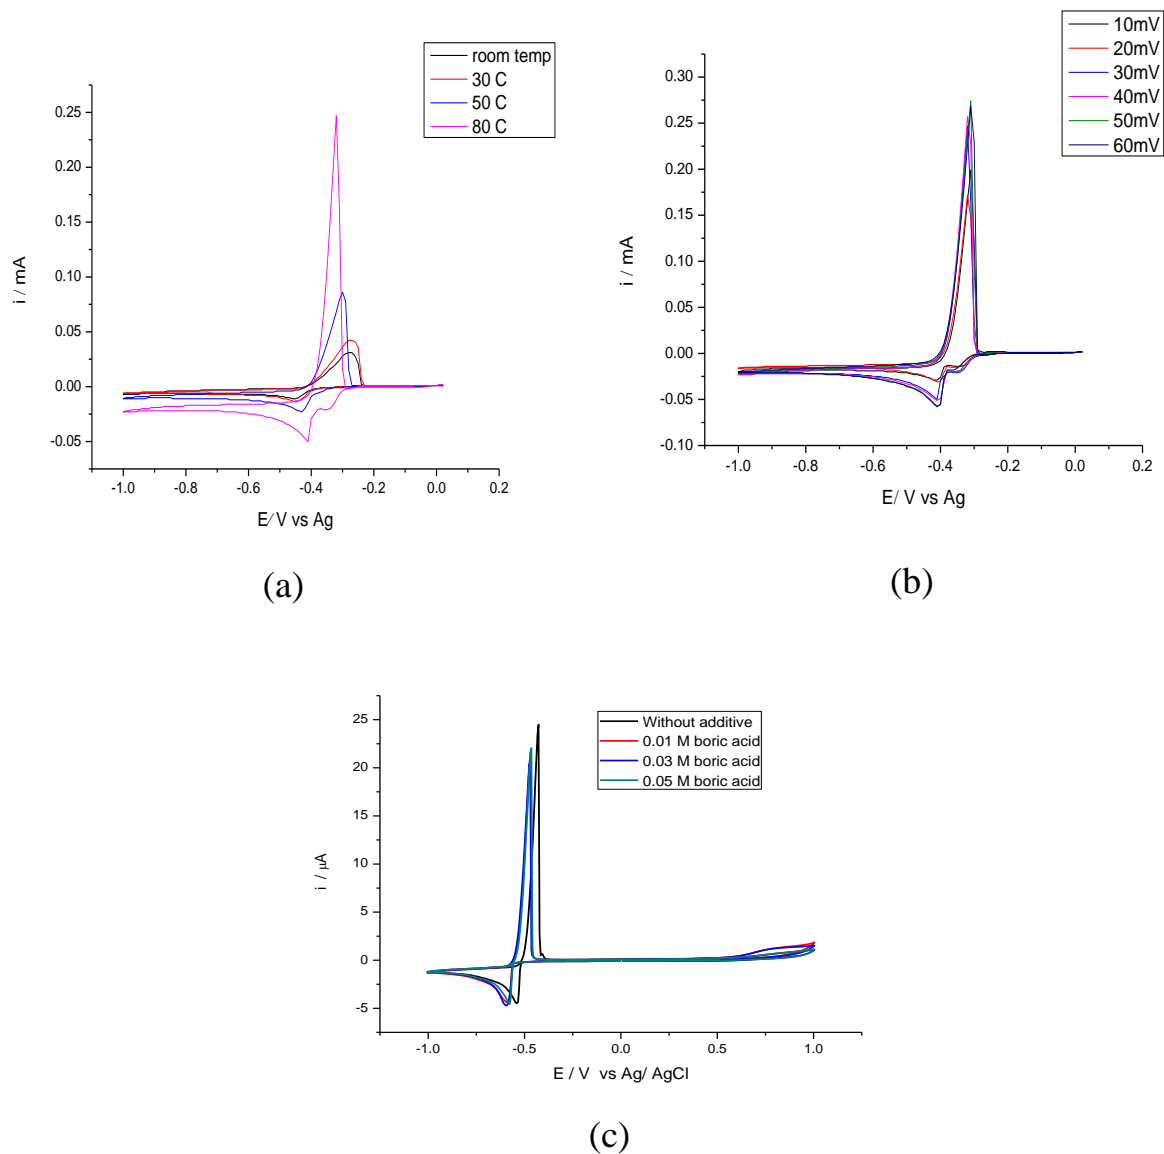 room temp
30 C
50 C
80 C
0.25
0.20
0.15
0.10
0.05
0.00
-0.05
i / mA
-1.0 -0.8 -0.6 -0.4 -0.2 0.0 0.2
E/ V vs Ag
(a)
10mV
20mV
30mV
40mV
50mV
60mV
0.30
0.25
0.20
0.15
0.10
0.05
0.00
-0.05
-0.10
i / mA
-1.0 -0.8 -0.6 -0.4 -0.2 0.0 0.2
E/ V vs Ag
(b)
Without additive
0.01 M boric acid
0.03 M boric acid
0.05 M boric acid
25
20
15
10
5
0
-5
i / µA
-1.0 -0.5 0.0 0.5 1.0
E / V vs Ag/ AgCl
(c)